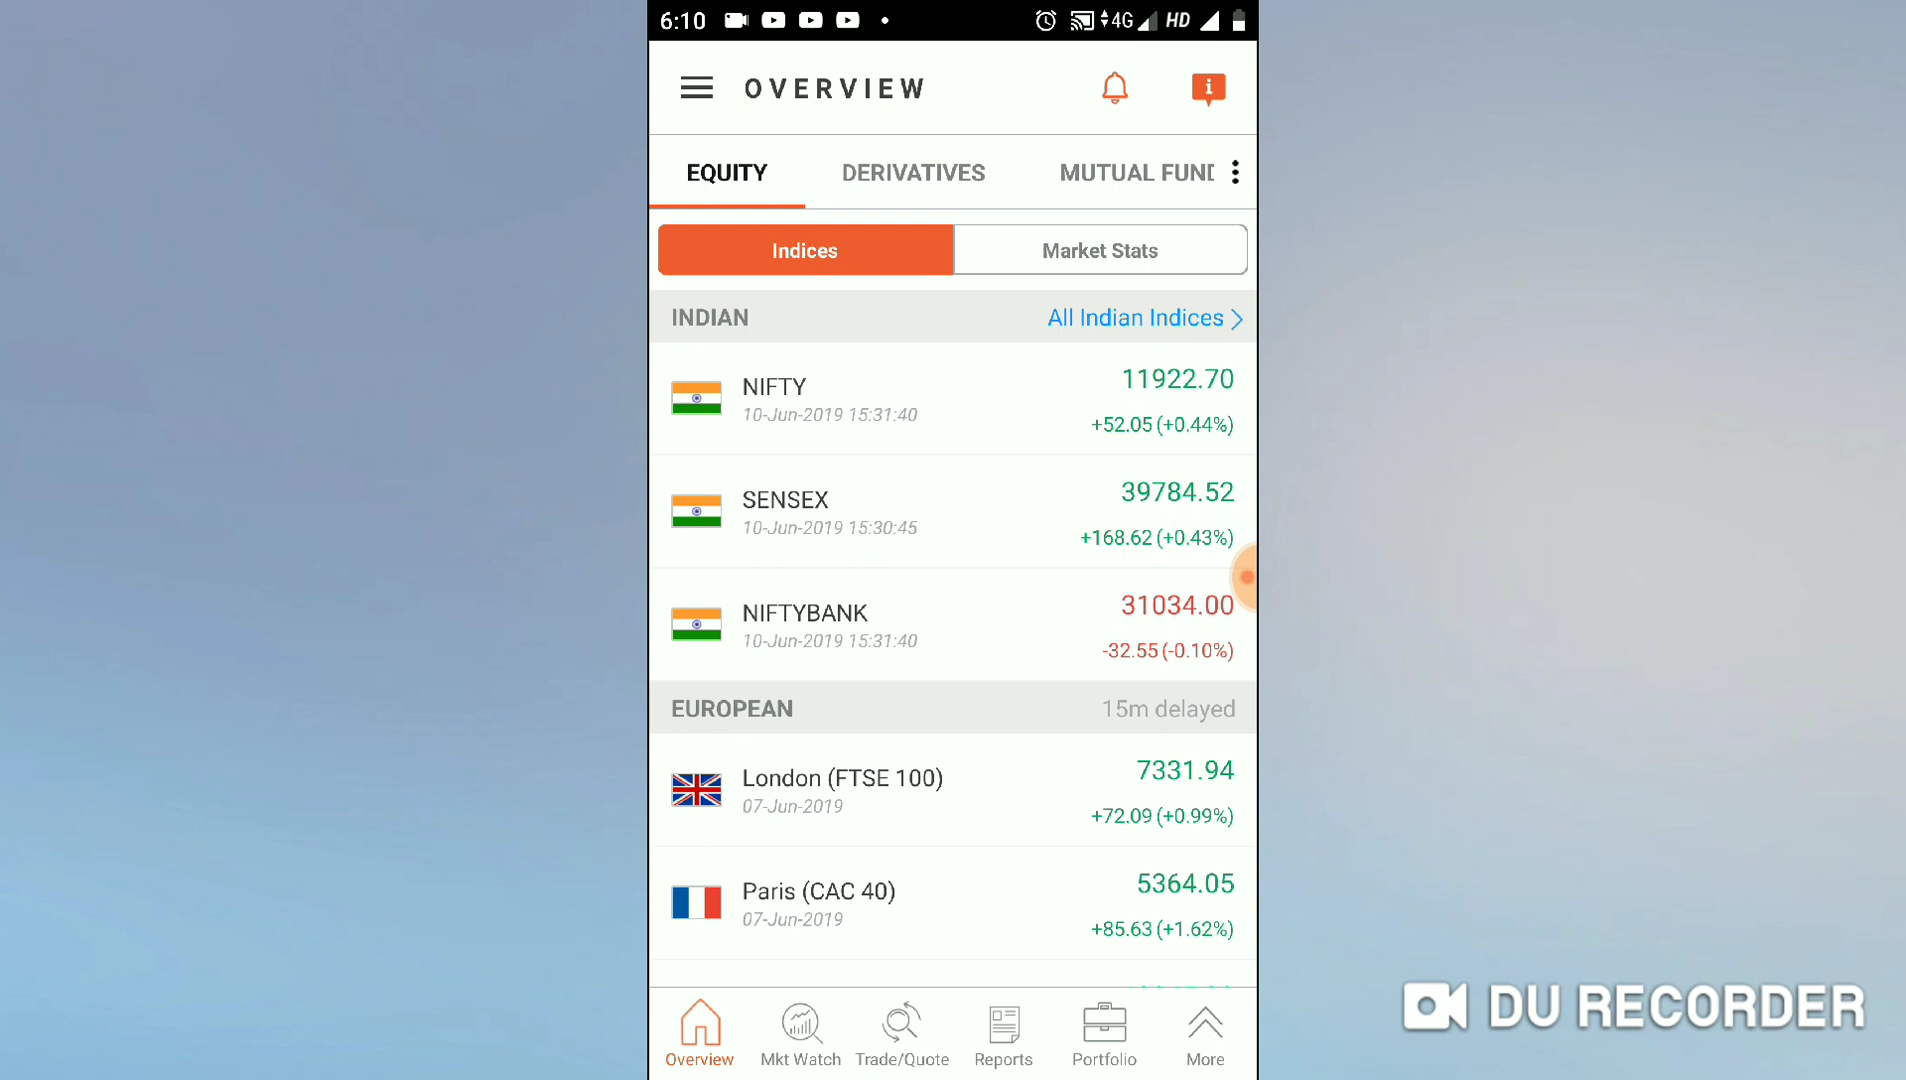 6:10 4G HD
OVERVIEW
EQUITY DERIVATIVES MUTUAL FUND
Indices Market Stats
INDIAN All Indian Indices
NIFTY 11922.70
10-Jun-2019 15:31:40 +52.05 (+0.44%)
SENSEX 39784.52
10-Jun-2019 15:30:45 +168.62 (+0.43%)
NIFTYBANK 31034.00
10-Jun-2019 15:31:40 -32.55 (-0.10%)
EUROPEAN 15m delayed
London (FTSE 100) 7331.94
07-Jun-2019 +72.09 (+0.99%)
Paris (CAC 40) 5364.05
07-Jun-2019 +85.63 (+1.62%)
Overview Mkt Watch Trade/Quote Reports Portfolio More
DU RECORDER